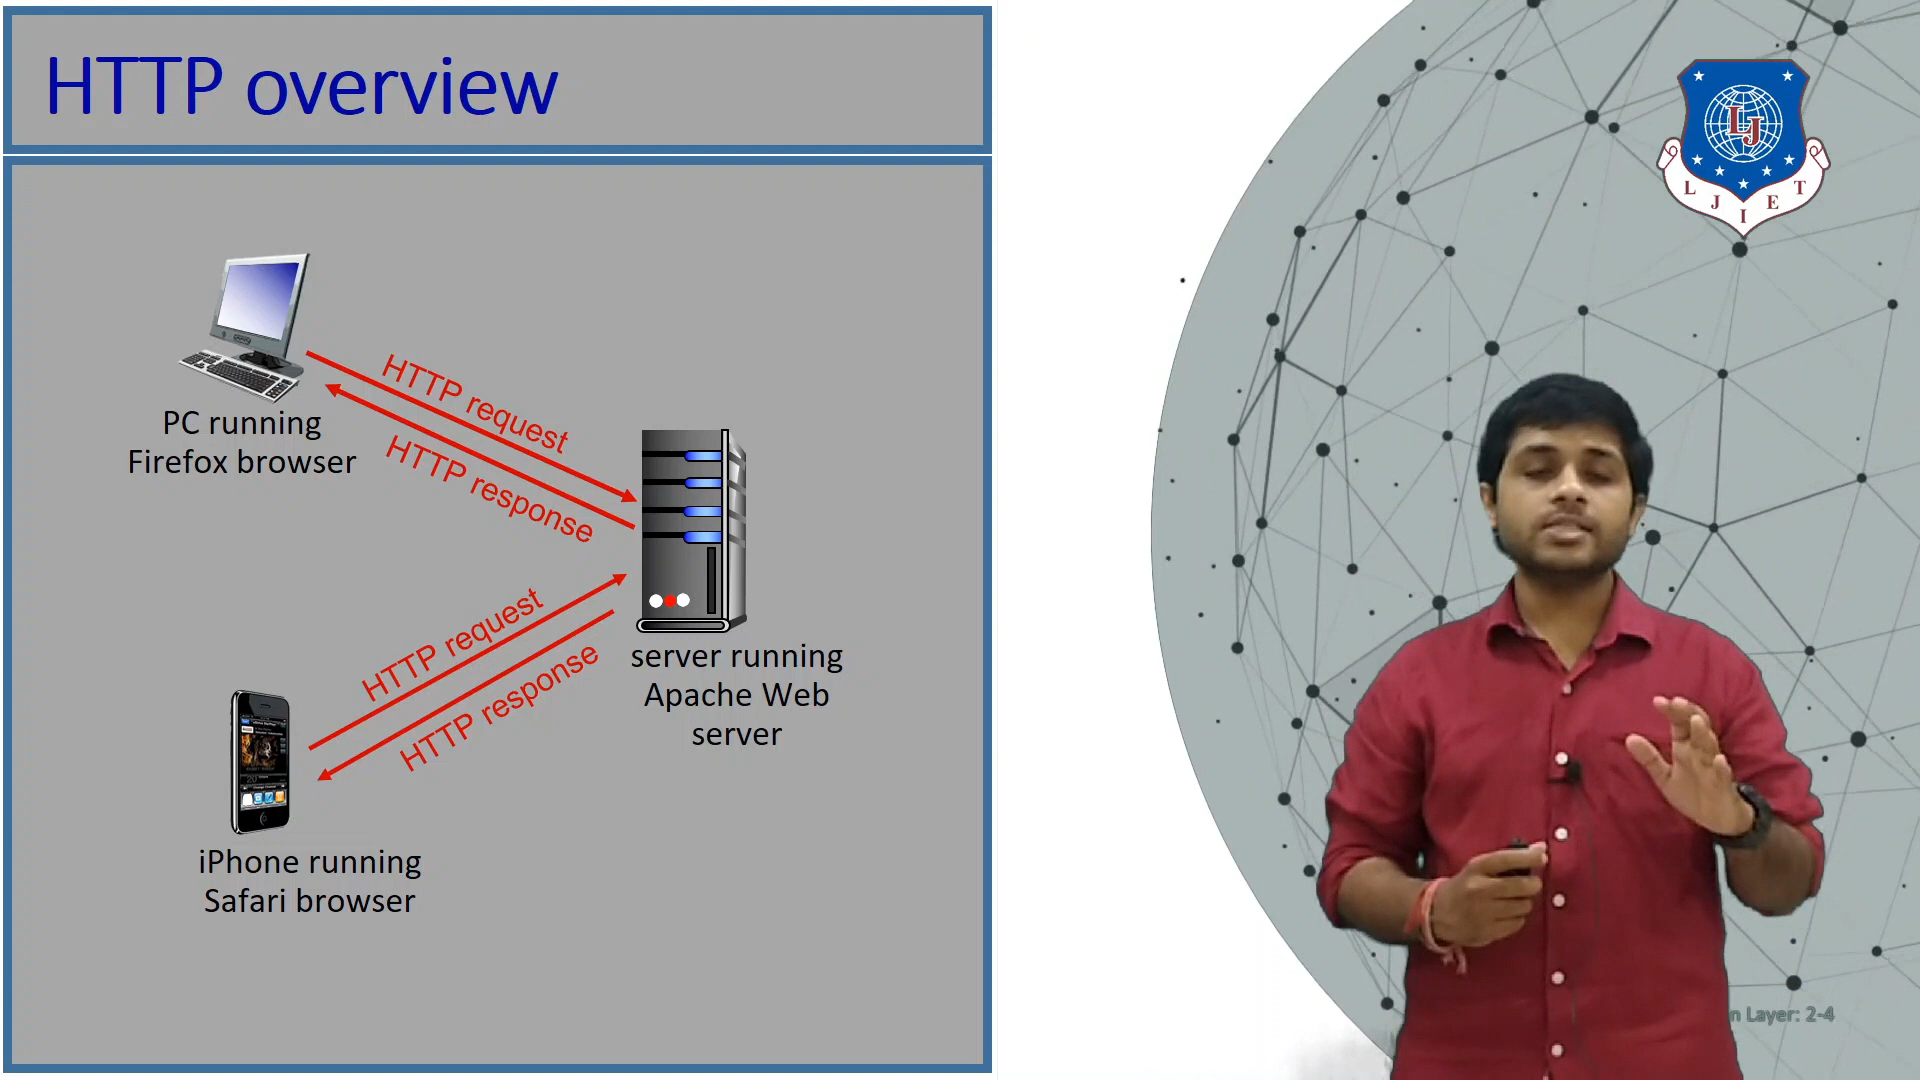 HTTP overview
HTTP request
HTTP response
PC running
Firefox browser
HTTP request
HTTP response
server running
Apache Web
server
iPhone running
Safari browser
LJ
L J I E T
n Layer: 2-4